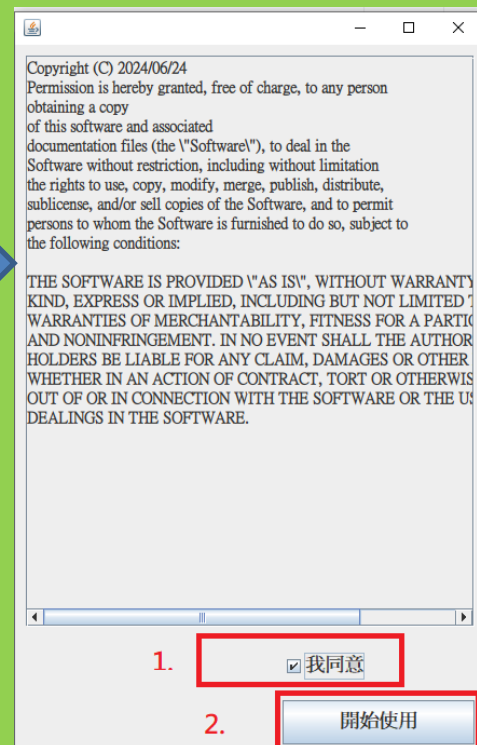 Copyright (C) 2024/06/24
Permission is hereby granted, free of charge, to any person
obtaining a copy
of this software and associated
documentation files (the \"Software\"), to deal in the
Software without restriction, including without limitation
the rights to use, copy, modify, merge, publish, distribute,
sublicense, and/or sell copies of the Software, and to permit
persons to whom the Software is furnished to do so, subject to
the following conditions:
THE SOFTWARE IS PROVIDED \"AS IS\", WITHOUT WARRANTY
KIND, EXPRESS OR IMPLIED, INCLUDING BUT NOT LIMITED
WARRANTIES OF MERCHANTABILITY, FITNESS FOR A
AND NONINFRINGEMENT. IN NO EVENT SHALL THE AUTHOR
HOLDERS BE LIABLE FOR ANY CLAIM, DAMAGES OR OTHER
WHETHER IN AN ACTION OF CONTRACT, TORT OR
OUT OF OR IN CONNECTION WITH THE SOFTWARE OR THE
DEALINGS IN THE SOFTWARE.
1. 我同意
2. 開始使用